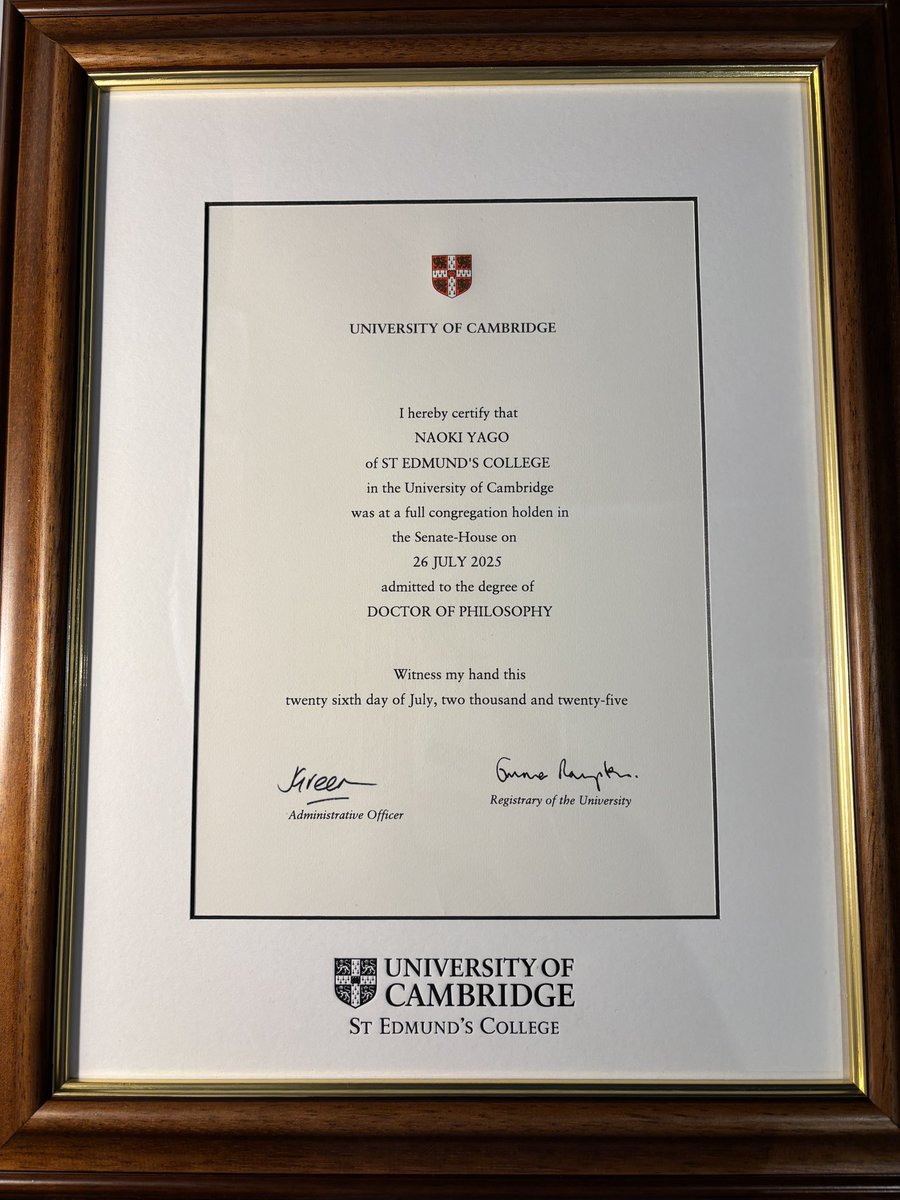 UNIVERSITY OF CAMBRIDGE
I hereby certify that
NAOKI YAGO
of ST EDMUND'S COLLEGE
in the University of Cambridge
was at a full congregation holden in
the Senate-House on
26 JULY 2025
admitted to the degree of
DOCTOR OF PHILOSOPHY
Witness my hand this
twenty sixth day of July, two thousand and twenty-five
Administrative Officer
Registrary of the University
UNIVERSITY OF
CAMBRIDGE
ST EDMUND'S COLLEGE